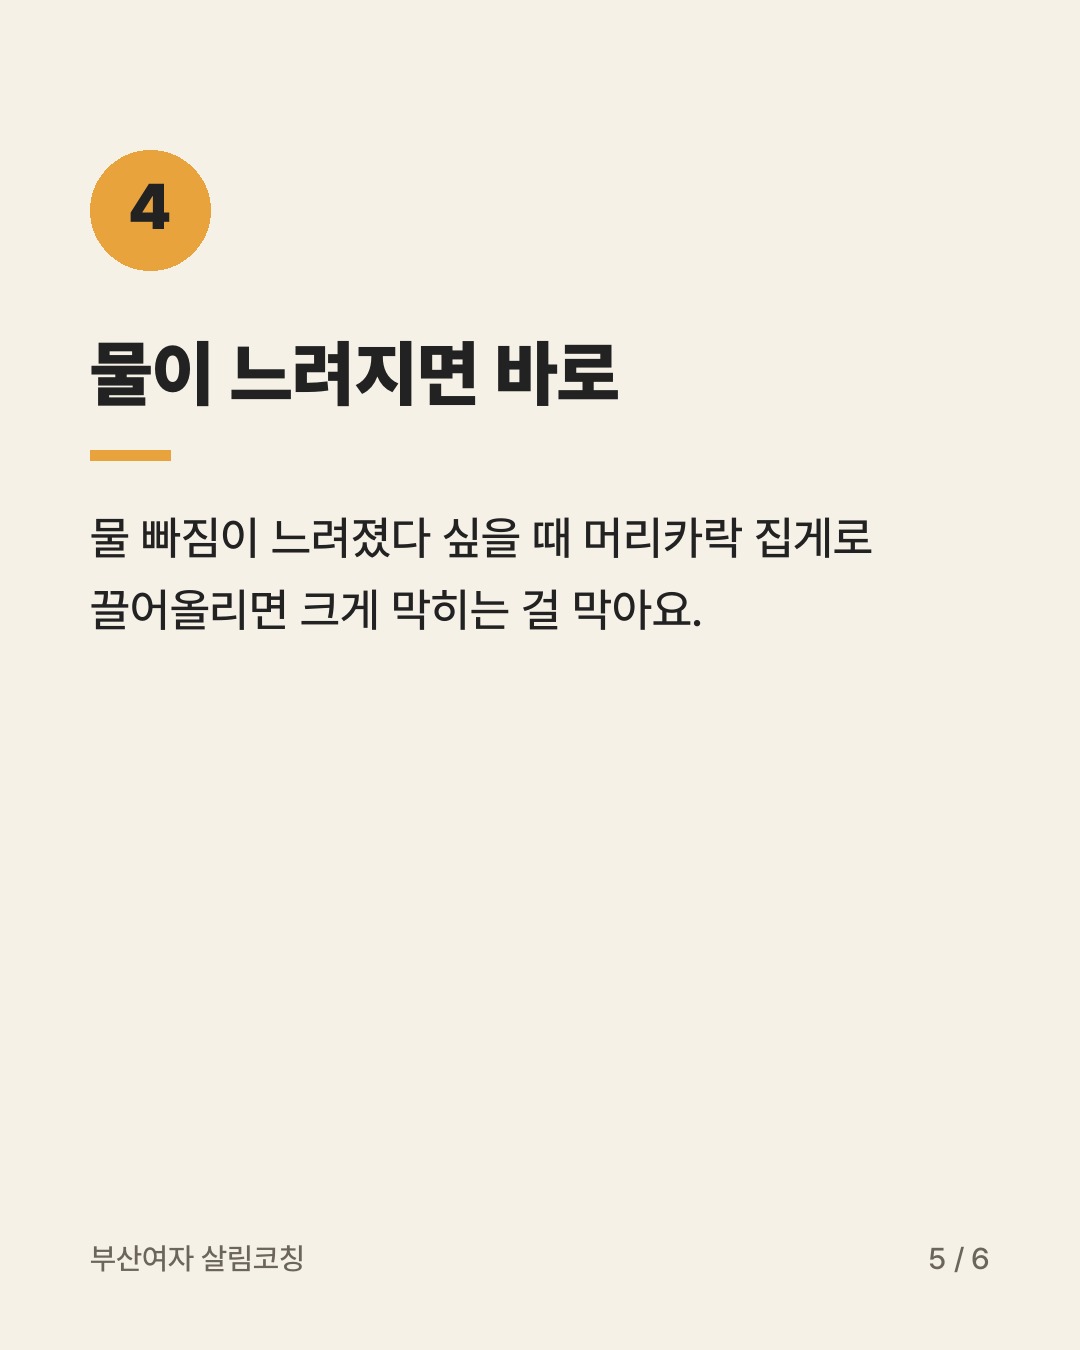 4
물이 느려지면 바로
물 빠짐이 느려졌다 싶을 때 머리카락 집게로
끌어올리면 크게 막히는 걸 막아요.
부산여자 살림코칭
5 / 6